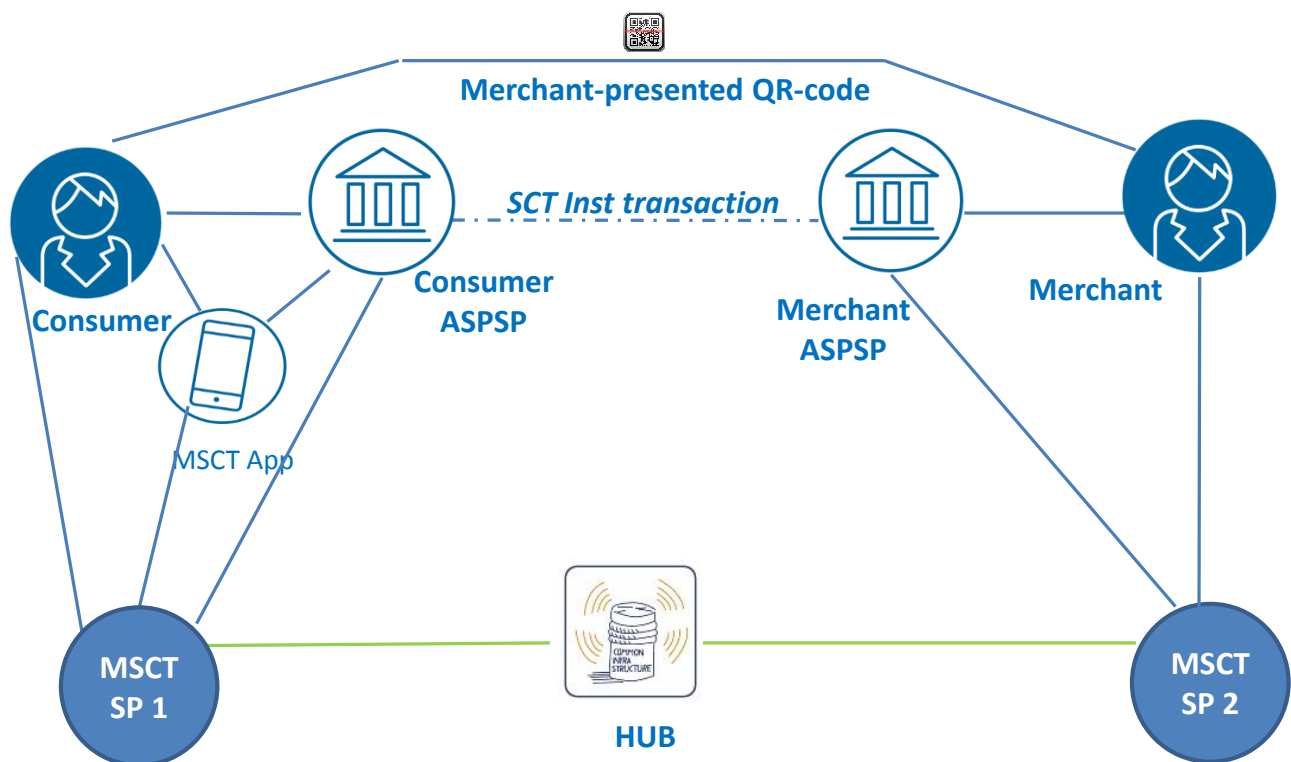 Merchant-presented QR-code
SCT Inst transaction
Consumer
Consumer
ASPSP
Merchant
ASPSP
Merchant
MSCT App
MSCT
SP 1
COMMON
INFRA
STRUCTURE
HUB
MSCT
SP 2